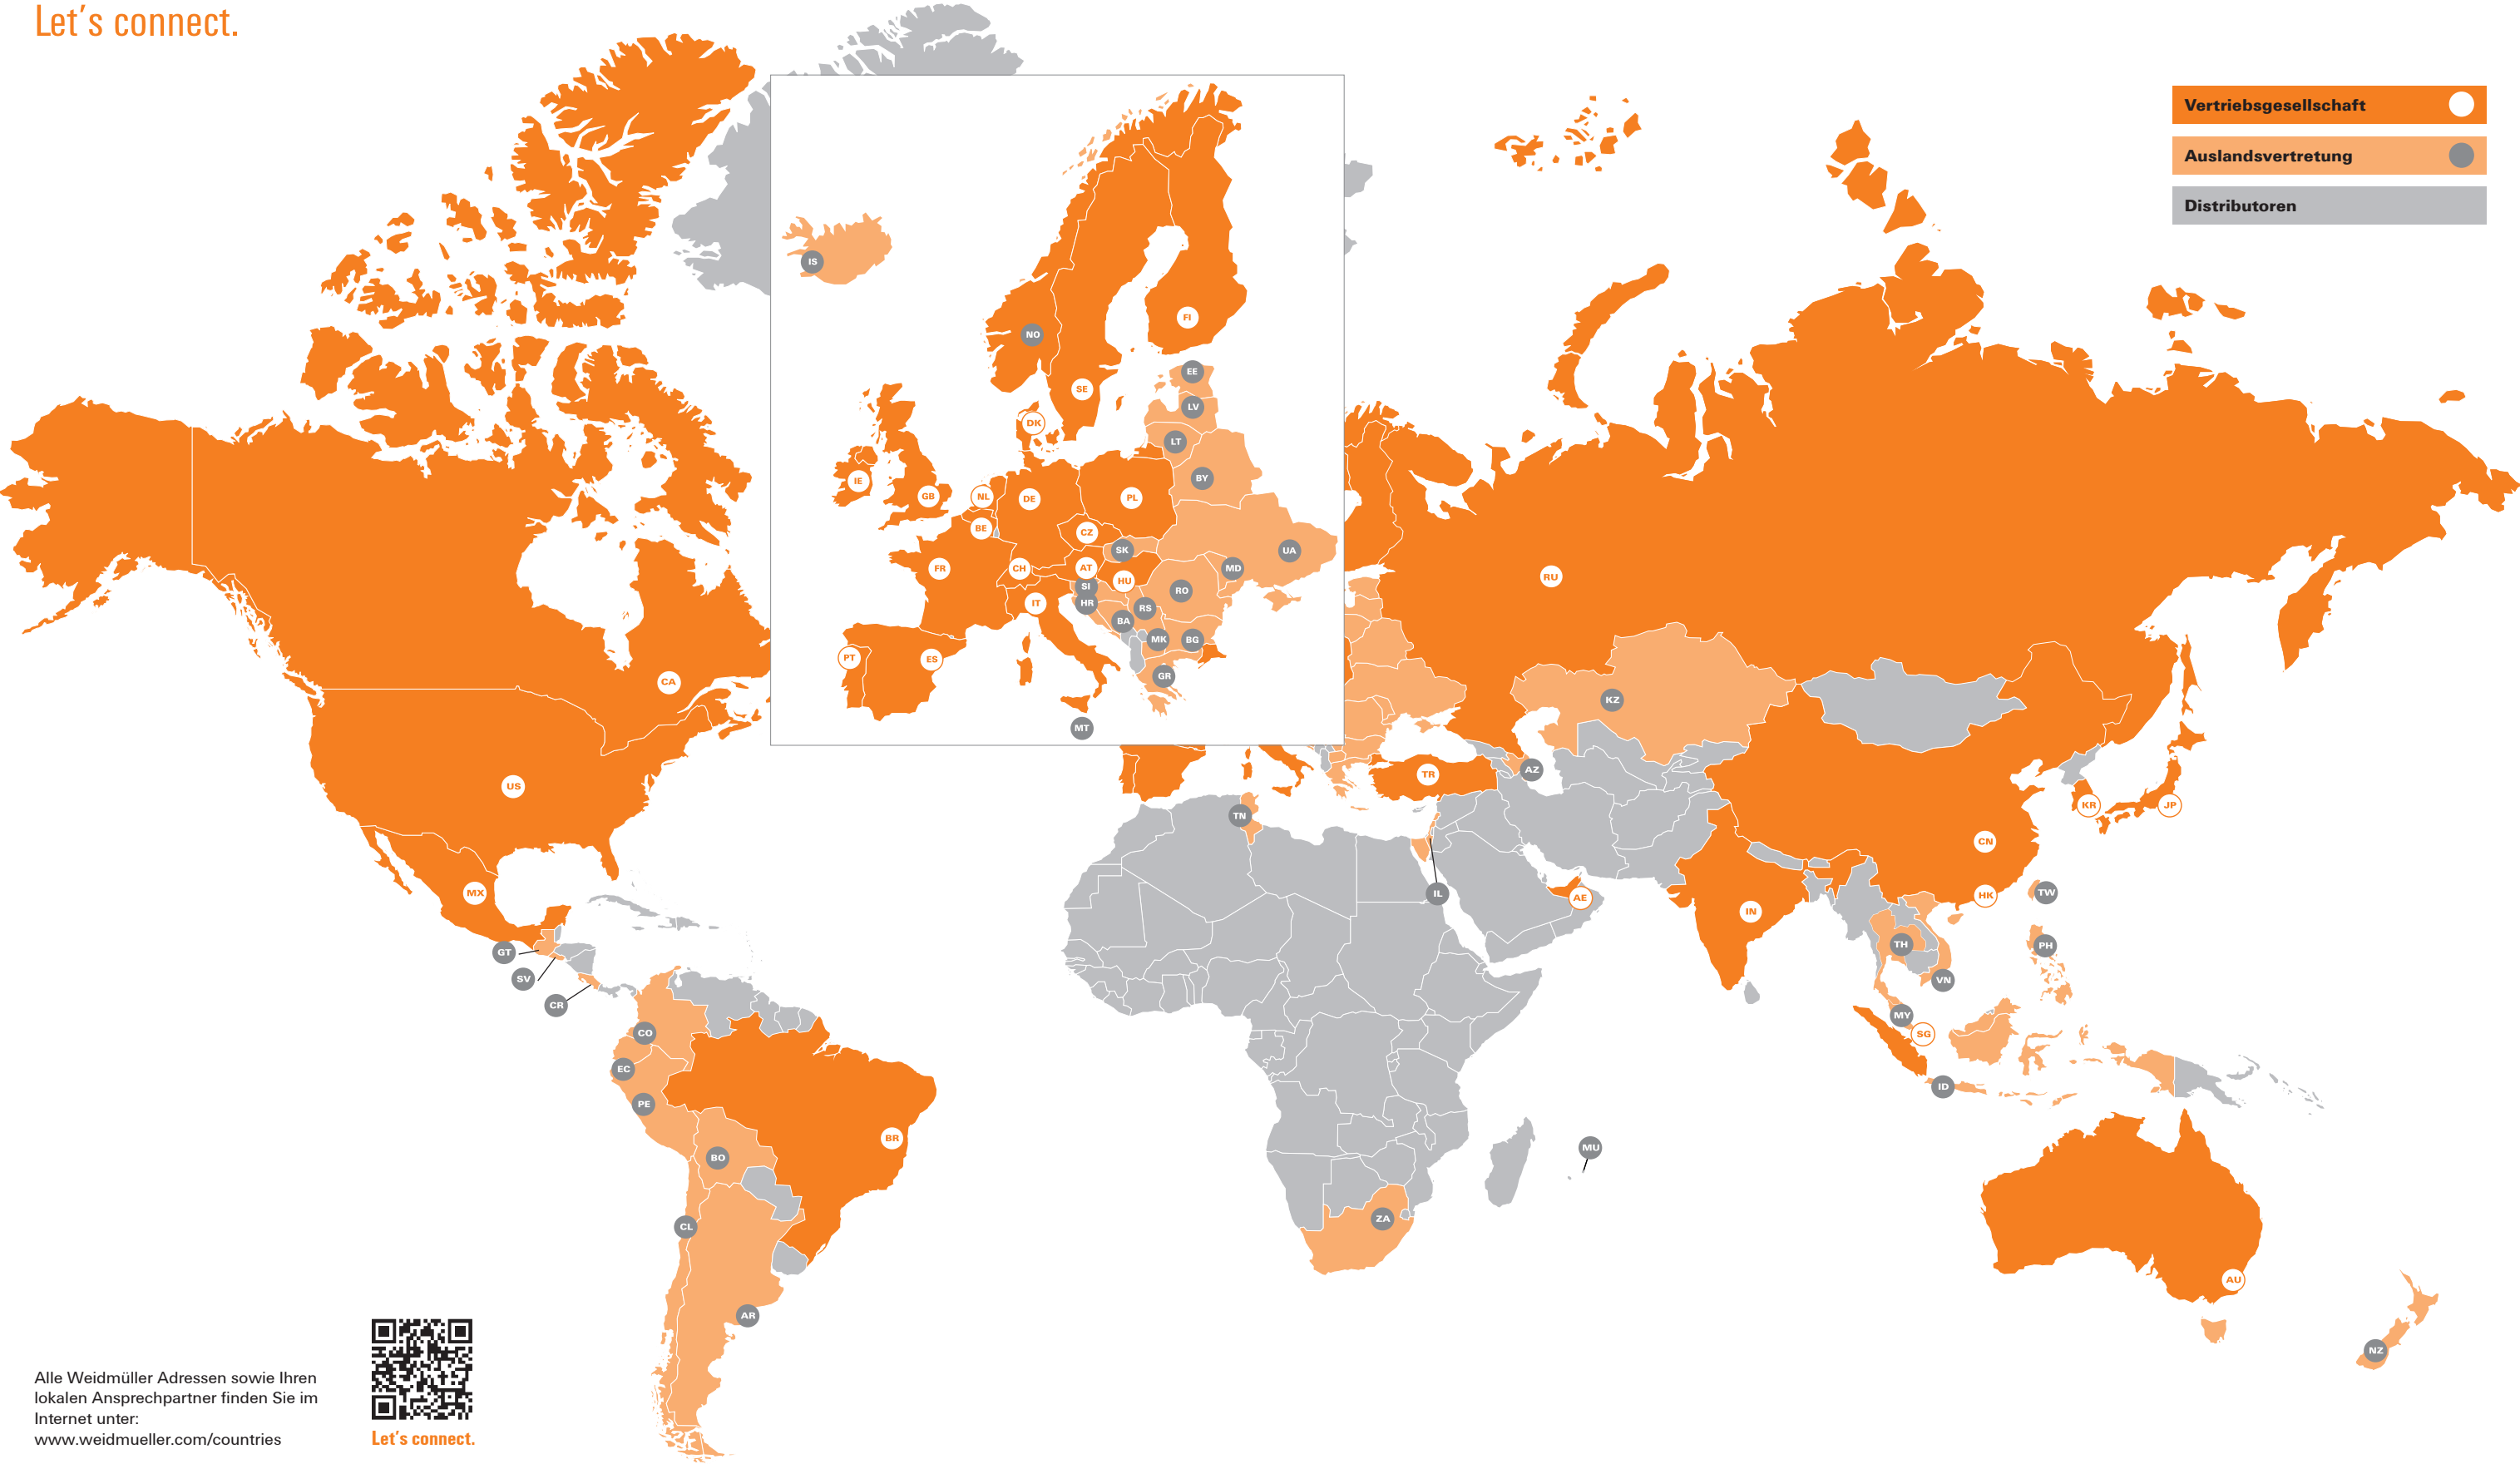 Let's connect.
Vertriebsgesellschaft
Auslandsvertretung
Distributoren
IS
NO
FI
SE
EE
LV
DK
LT
IE
GB
NL
DE
PL
BY
BE
CZ
SK
UA
FR
CH
AT
HU
MD
SI
RO
IT
HR
RS
BA
MK
BG
PT
ES
GR
MT
RU
CA
KZ
US
TR
AZ
TN
KR
JP
CN
MX
IL
AE
IN
HK
TW
GT
SV
CR
TH
PH
VN
CO
MY
SG
EC
PE
ID
BR
BO
MU
CL
ZA
AR
AU
NZ
Alle Weidmüller Adressen sowie Ihren
lokalen Ansprechpartner finden Sie im
Internet unter:
www.weidmueller.com/countries
Let's connect.